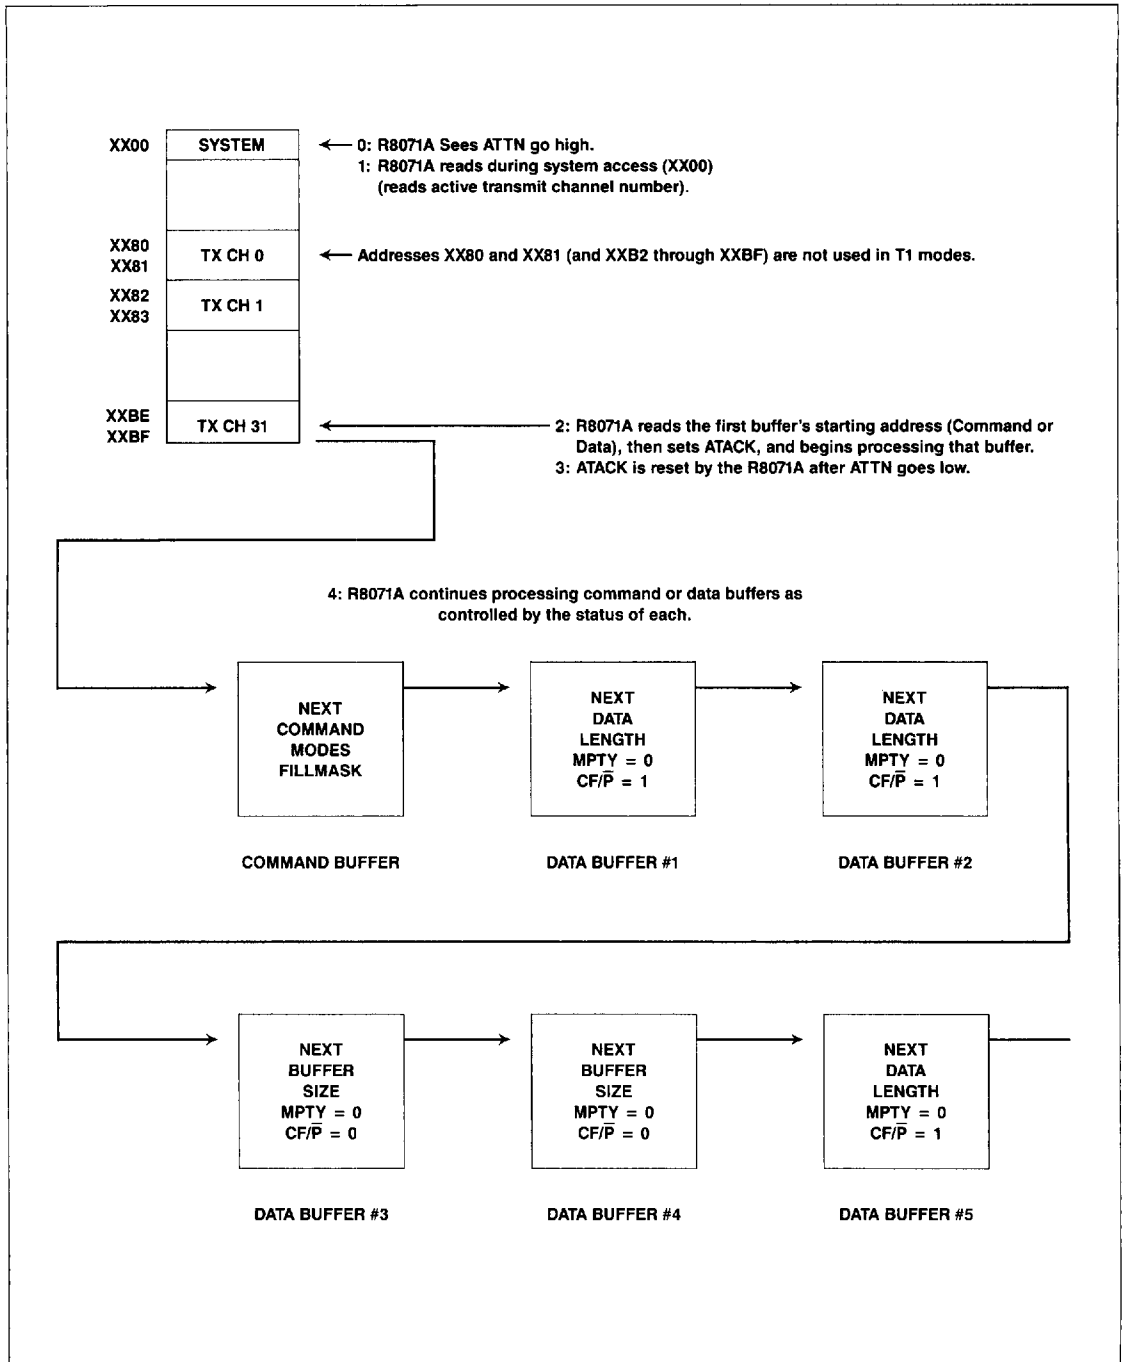 XX00 SYSTEM 0: R8071A Sees ATTN go high.
1: R8071A reads during system access (XX00)
(reads active transmit channel number).
XX80
XX81
TX CH 0
Addresses XX80 and XX81 (and XXB2 through XXBF) are not used in T1 modes.
XX82
XX83
TX CH 1
XXBE
XXBF
TX CH 31
2: R8071A reads the first buffer's starting address (Command or
Data), then sets ATACK, and begins processing that buffer.
3: ATACK is reset by the R8071A after ATTN goes low.
4: R8071A continues processing command or data buffers as
controlled by the status of each.
NEXT
COMMAND
MODES
FILLMASK
COMMAND BUFFER
NEXT
DATA
LENGTH
MPTY = 0
CF/P̅ = 1
DATA BUFFER #1
NEXT
DATA
LENGTH
MPTY = 0
CF/P̅ = 1
DATA BUFFER #2
NEXT
BUFFER
SIZE
MPTY = 0
CF/P̅ = 0
DATA BUFFER #3
NEXT
BUFFER
SIZE
MPTY = 0
CF/P̅ = 0
DATA BUFFER #4
NEXT
DATA
LENGTH
MPTY = 0
CF/P̅ = 1
DATA BUFFER #5